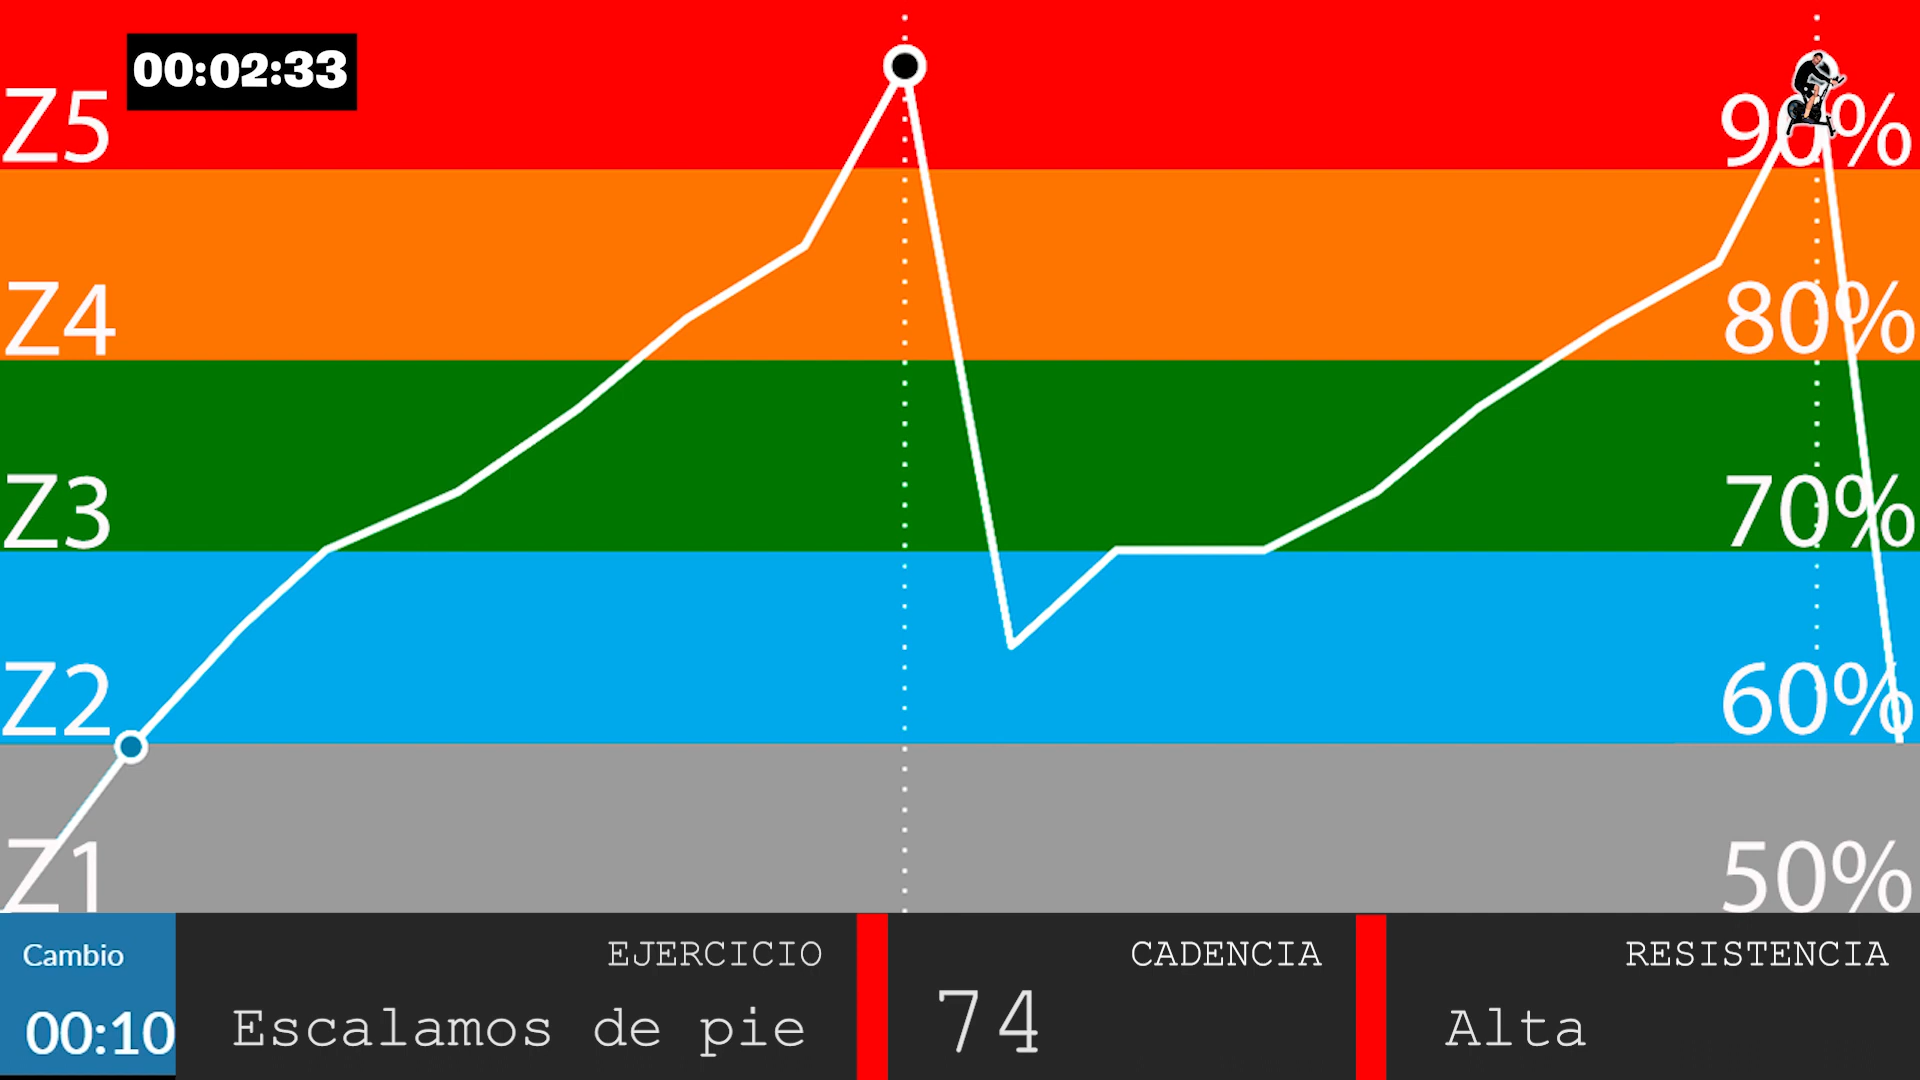 00:02:33
Z5
90%
Z4
80%
Z3
70%
Z2
60%
Z1
50%
Cambio
00:10
EJERCICIO
Escalamos de pie
CADENCIA
74
RESISTENCIA
Alta